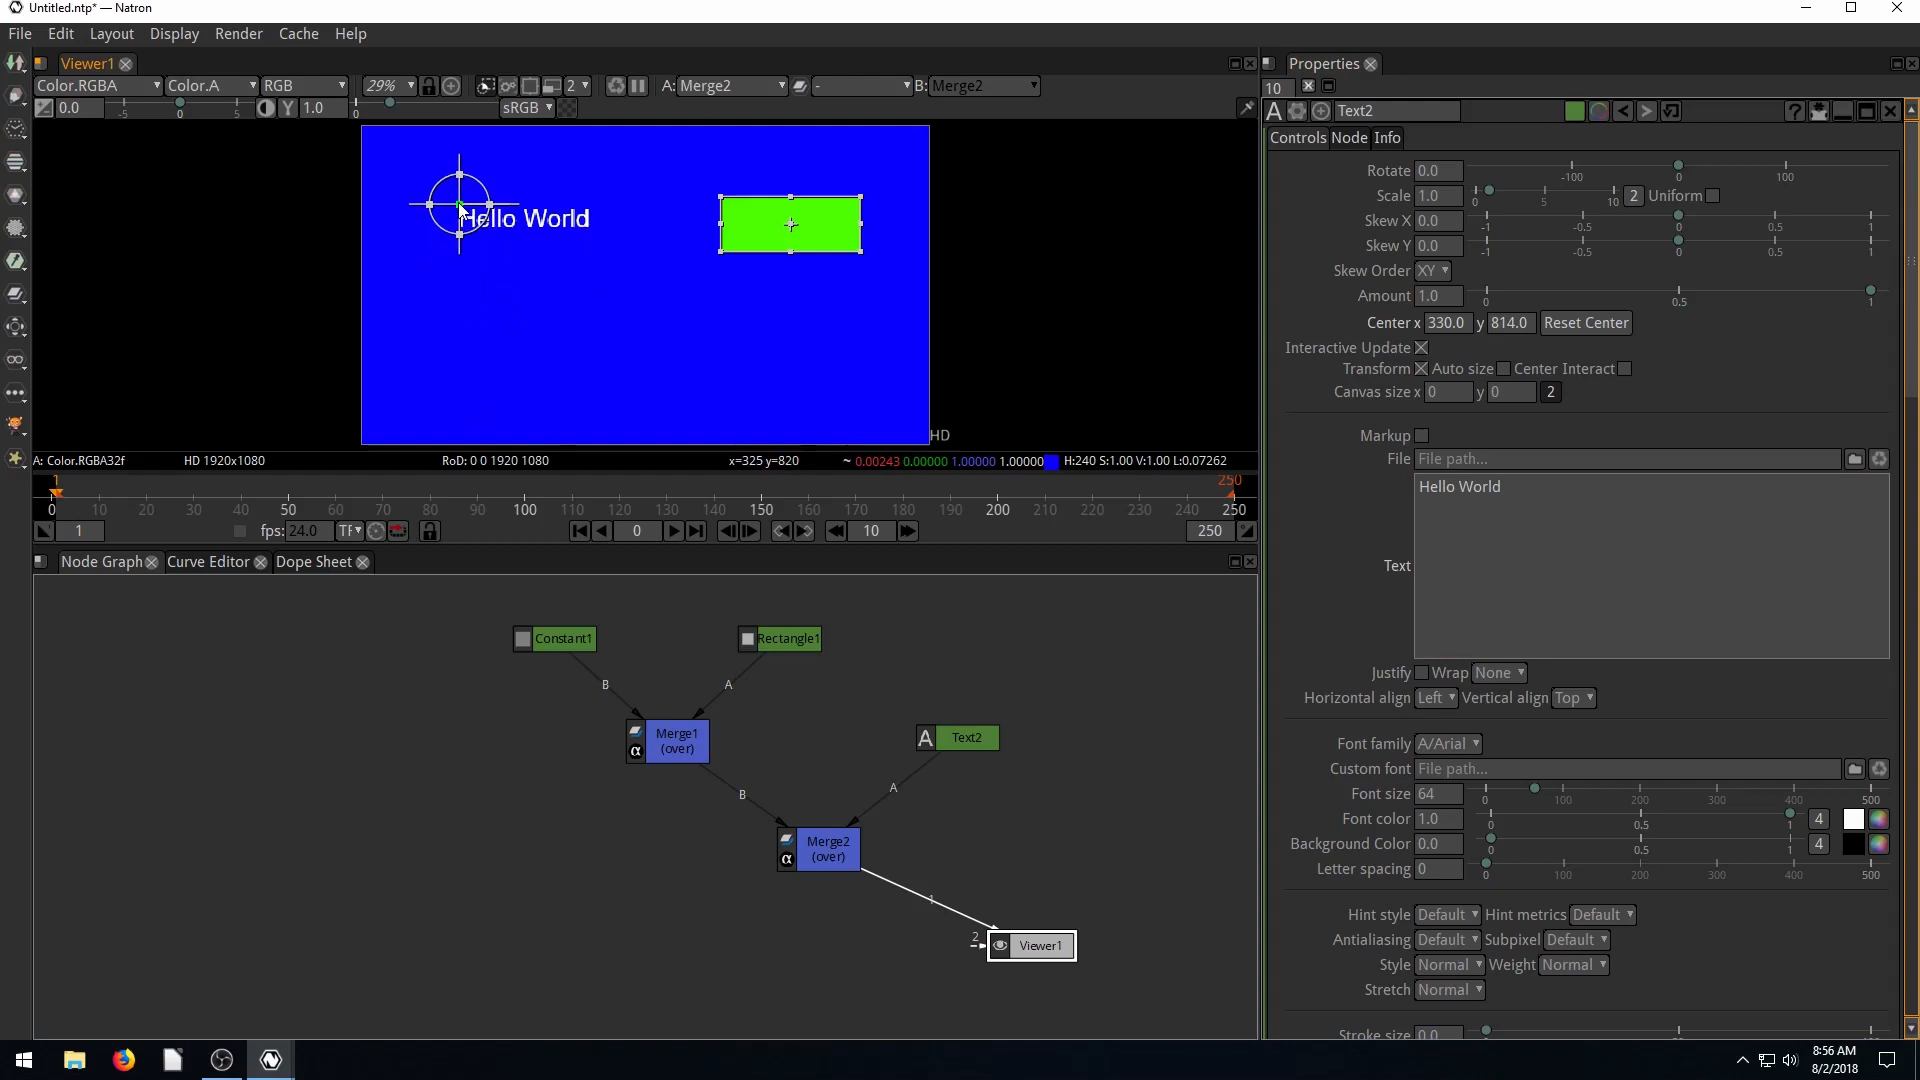 Untitled.ntp* — Natron
File Edit Layout Display Render Cache Help
Viewer1
Properties
Color.RGBA Color.A RGB 29% 2 A: Merge2 - B: Merge2
10
0.0 -5 0 5 Y 1.0 0 sRGB
A Text2 ?
Controls Node Info
Hello World
HD
Rotate 0.0 -100 0 100
Scale 1.0 0 5 10 2 Uniform
Skew X 0.0 -1 -0.5 0 0.5 1
Skew Y 0.0 -1 -0.5 0 0.5 1
Skew Order XY
Amount 1.0 0 0.5 1
Center x 330.0 y 814.0 Reset Center
Interactive Update
Transform Auto size Center Interact
Canvas size x 0 y 0 2
Markup
File File path...
Text Hello World
Justify Wrap None
Horizontal align Left Vertical align Top
Font family A/Arial
Custom font File path...
Font size 64 0 100 200 300 400 500
Font color 1.0 0 0.5 1 4
Background Color 0.0 0 0.5 1 4
Letter spacing 0 0 100 200 300 400 500
Hint style Default Hint metrics Default
Antialiasing Default Subpixel Default
Style Normal Weight Normal
Stretch Normal
Stroke size 0.0
A: Color.RGBA32f HD 1920x1080 RoD: 0 0 1920 1080 x=325 y=820 ~ 0.00243 0.00000 1.00000 1.00000 H:240 S:1.00 V:1.00 L:0.07262
1 250
0 10 20 30 40 50 60 70 80 90 100 110 120 130 140 150 160 170 180 190 200 210 220 230 240 250
1 fps: 24.0 TF 0 10 250
Node Graph Curve Editor Dope Sheet
Constant1
Rectangle1
B
A
Merge1
(over)
α
A Text2
B
A
Merge2
(over)
α
1
2
Viewer1
8:56 AM
8/2/2018